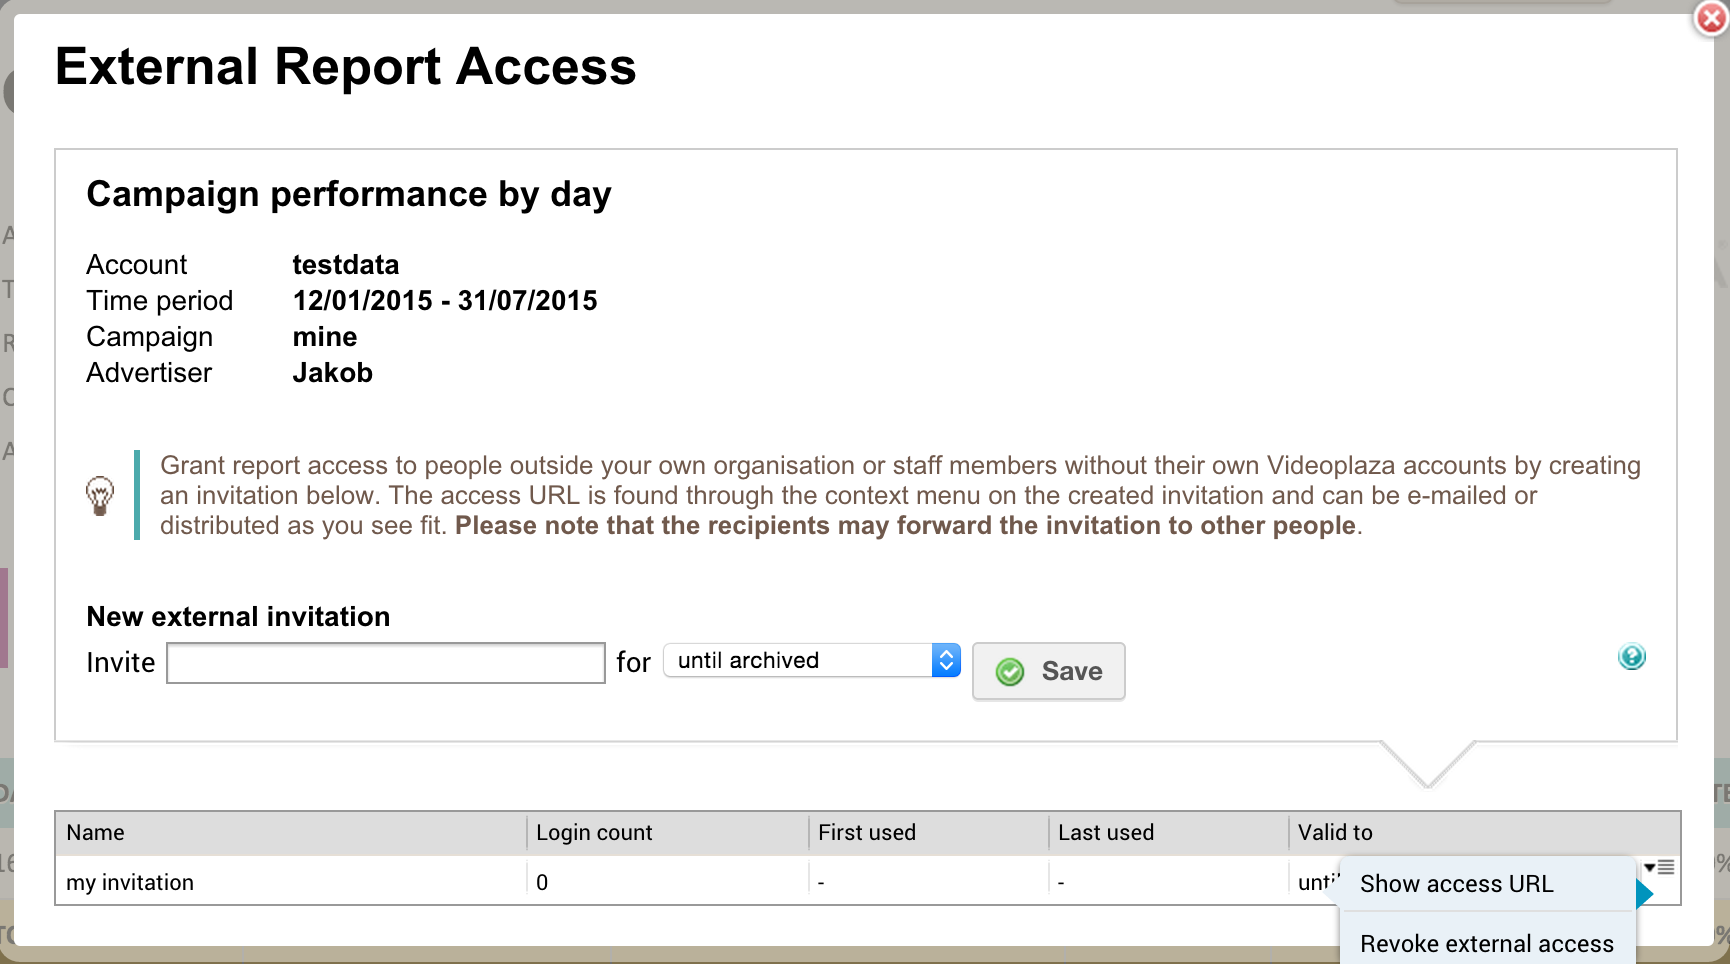 External Report Access
Campaign performance by day
Account testdata
Time period 12/01/2015 - 31/07/2015
Campaign mine
Advertiser Jakob
Grant report access to people outside your own organisation or staff members without their own Videoplaza accounts by creating
an invitation below. The access URL is found through the context menu on the created invitation and can be e-mailed or
distributed as you see fit. Please note that the recipients may forward the invitation to other people.
New external invitation
Invite for until archived Save
Name Login count First used Last used Valid to
my invitation 0 - -
Show access URL
Revoke external access